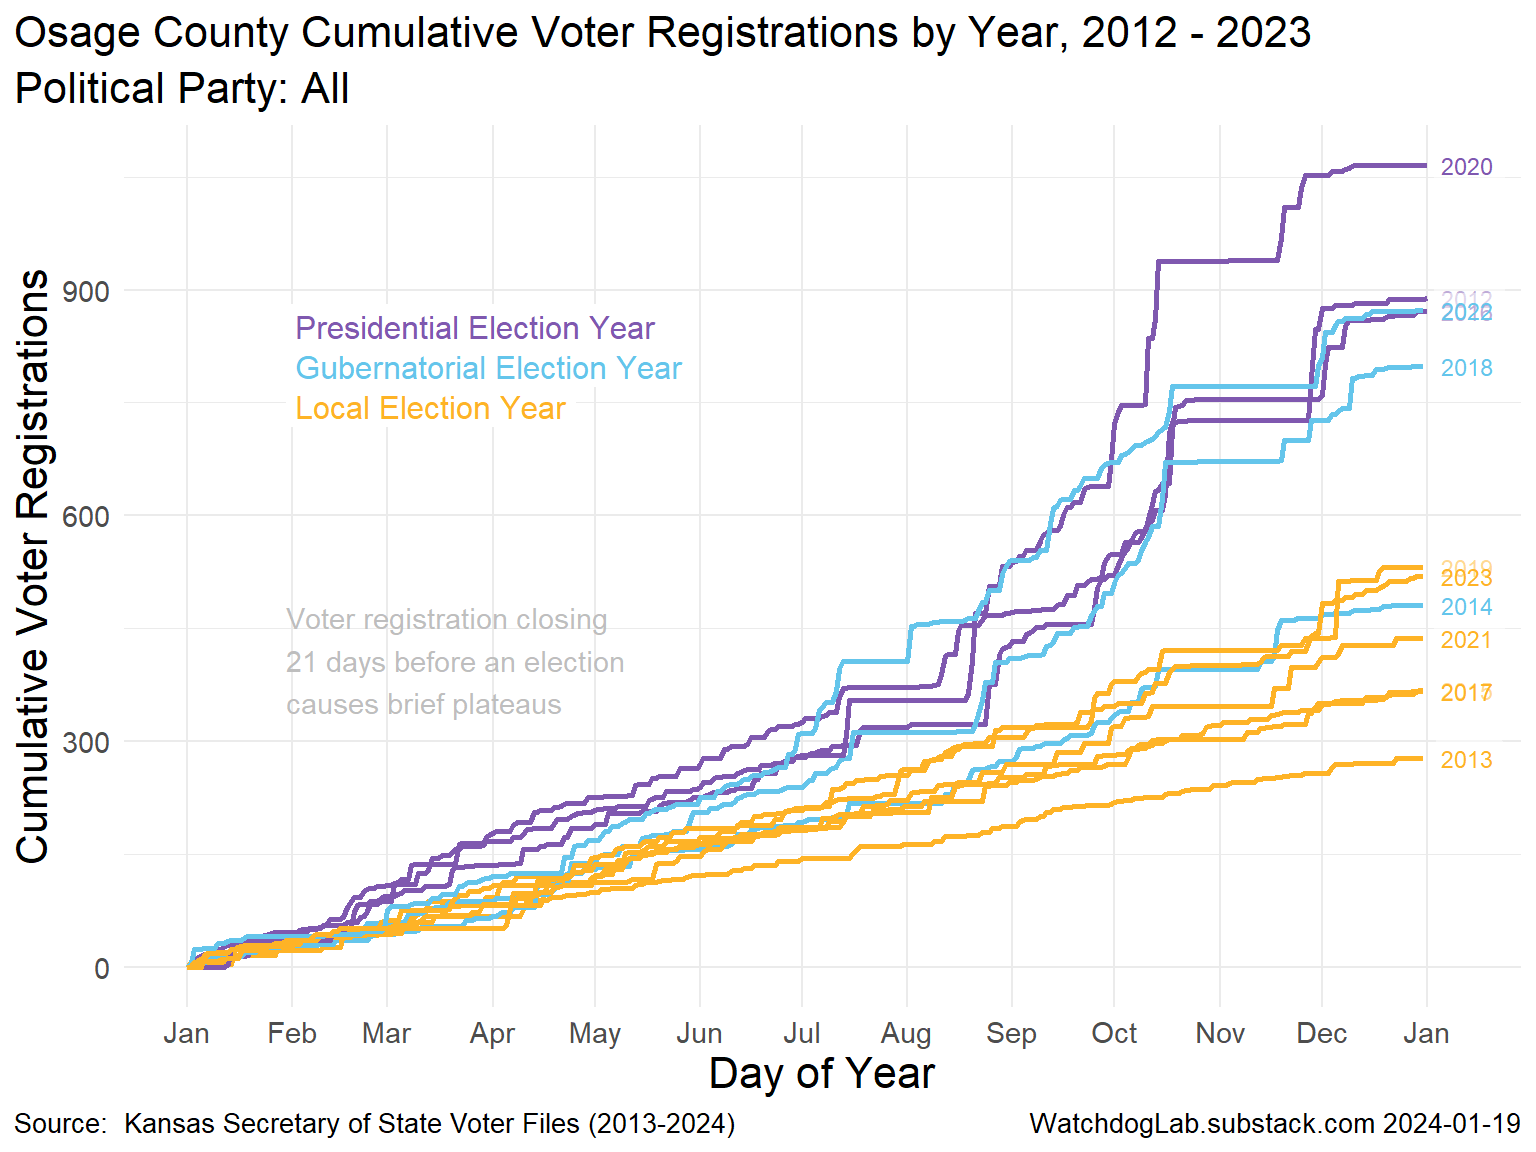 Osage County Cumulative Voter Registrations by Year, 2012 - 2023
Political Party: All
Cumulative Voter Registrations
900
600
300
0
Presidential Election Year
Gubernatorial Election Year
Local Election Year
Voter registration closing
21 days before an election
causes brief plateaus
2020
2012
2022
2018
2019
2023
2014
2021
2017
2013
Jan Feb Mar Apr May Jun Jul Aug Sep Oct Nov Dec Jan
Day of Year
Source:  Kansas Secretary of State Voter Files (2013-2024)
WatchdogLab.substack.com 2024-01-19